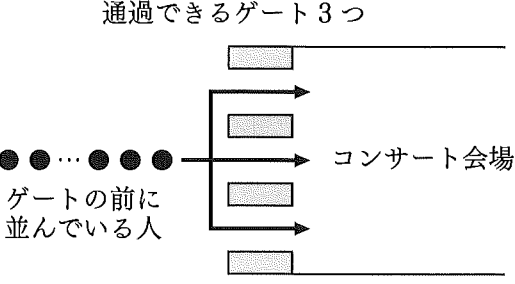 通過できるゲート3つ
コンサート会場
ゲートの前に
並んでいる人